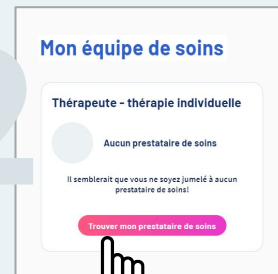 2
Mon équipe de soins
Thérapeute - thérapie individuelle
Aucun prestataire de soins
Il semblerait que vous ne soyez jumelé à aucun
prestataire de soins!
Trouver mon prestataire de soins